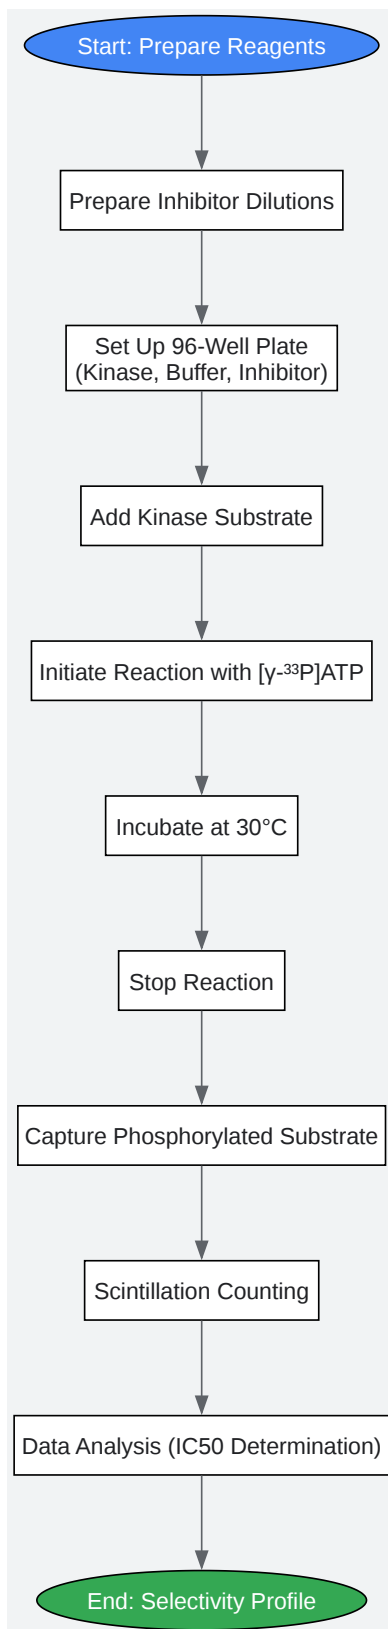 Start: Prepare Reagents
Prepare Inhibitor Dilutions
Set Up 96-Well Plate
(Kinase, Buffer, Inhibitor)
Add Kinase Substrate
Initiate Reaction with [γ-³³P]ATP
Incubate at 30°C
Stop Reaction
Capture Phosphorylated Substrate
Scintillation Counting
Data Analysis (IC50 Determination)
End: Selectivity Profile